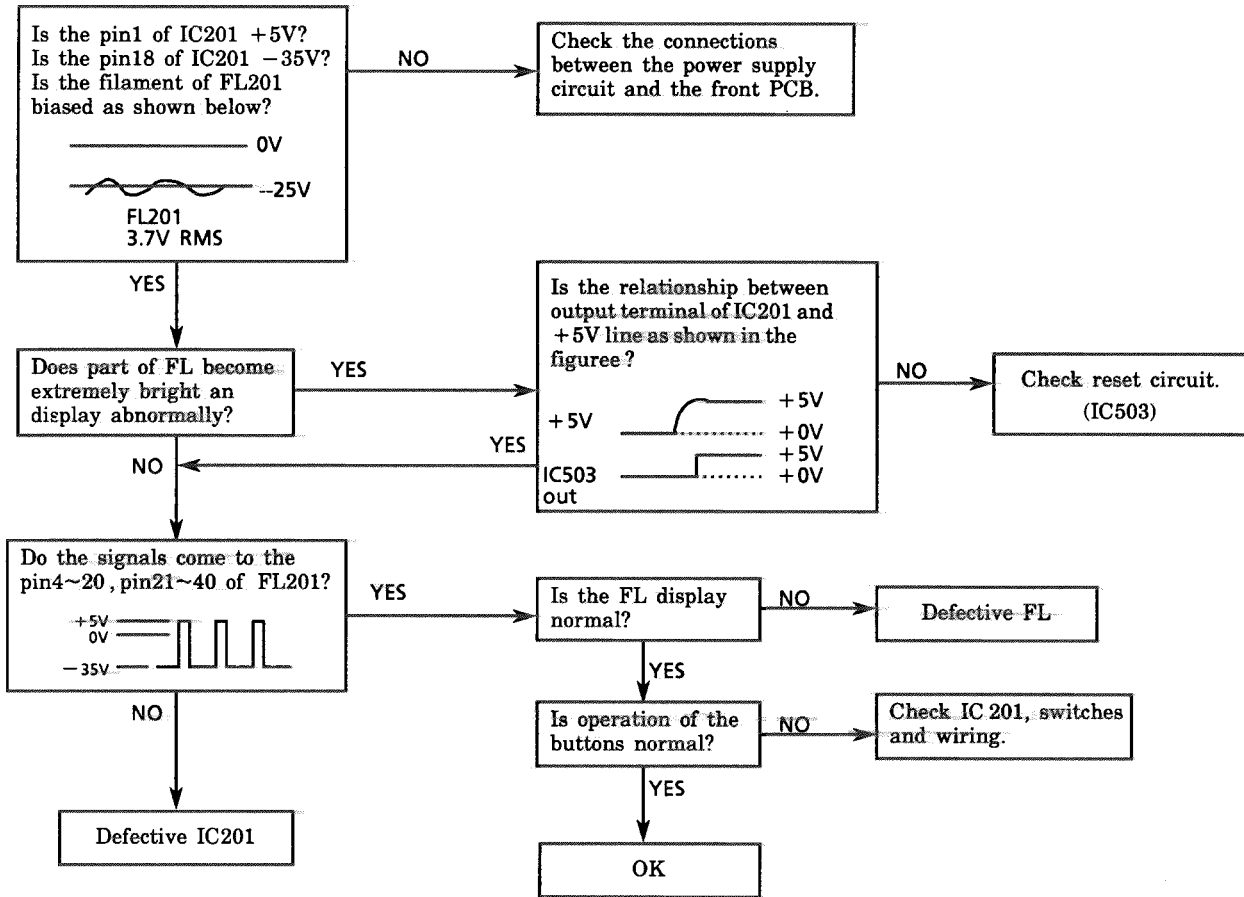 Is the pin1 of IC201 +5V?
Is the pin18 of IC201 −35V?
Is the filament of FL201
biased as shown below?
0V
--25V
FL201
3.7V RMS
NO
Check the connections
between the power supply
circuit and the front PCB.
YES
Does part of FL become
extremely bright an
display abnormally?
YES
Is the relationship between
output terminal of IC201 and
+5V line as shown in the
figuree?
+5V
+5V
+0V
IC503
out
+5V
+0V
NO
Check reset circuit.
(IC503)
YES
NO
Do the signals come to the
pin4~20, pin21~40 of FL201?
+5V
0V
−35V
YES
Is the FL display
normal?
NO
Defective FL
YES
NO
Is operation of the
buttons normal?
NO
Check IC 201, switches
and wiring.
YES
Defective IC201
OK